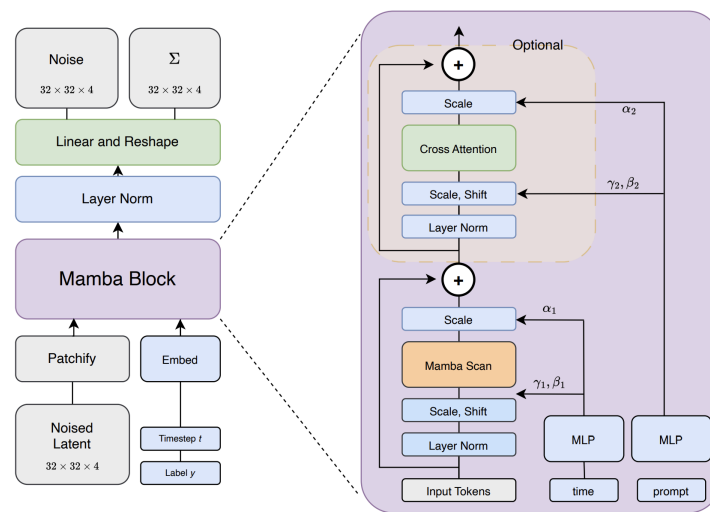 Noise
32 × 32 × 4
Σ
32 × 32 × 4
Linear and Reshape
Layer Norm
Mamba Block
Patchify
Embed
Noised
Latent
32 × 32 × 4
Timestep t
Label y
Optional
+
Scale
α₂
Cross Attention
γ₂, β₂
Scale, Shift
Layer Norm
+
α₁
Scale
Mamba Scan
γ₁, β₁
Scale, Shift
Layer Norm
MLP
MLP
Input Tokens
time
prompt